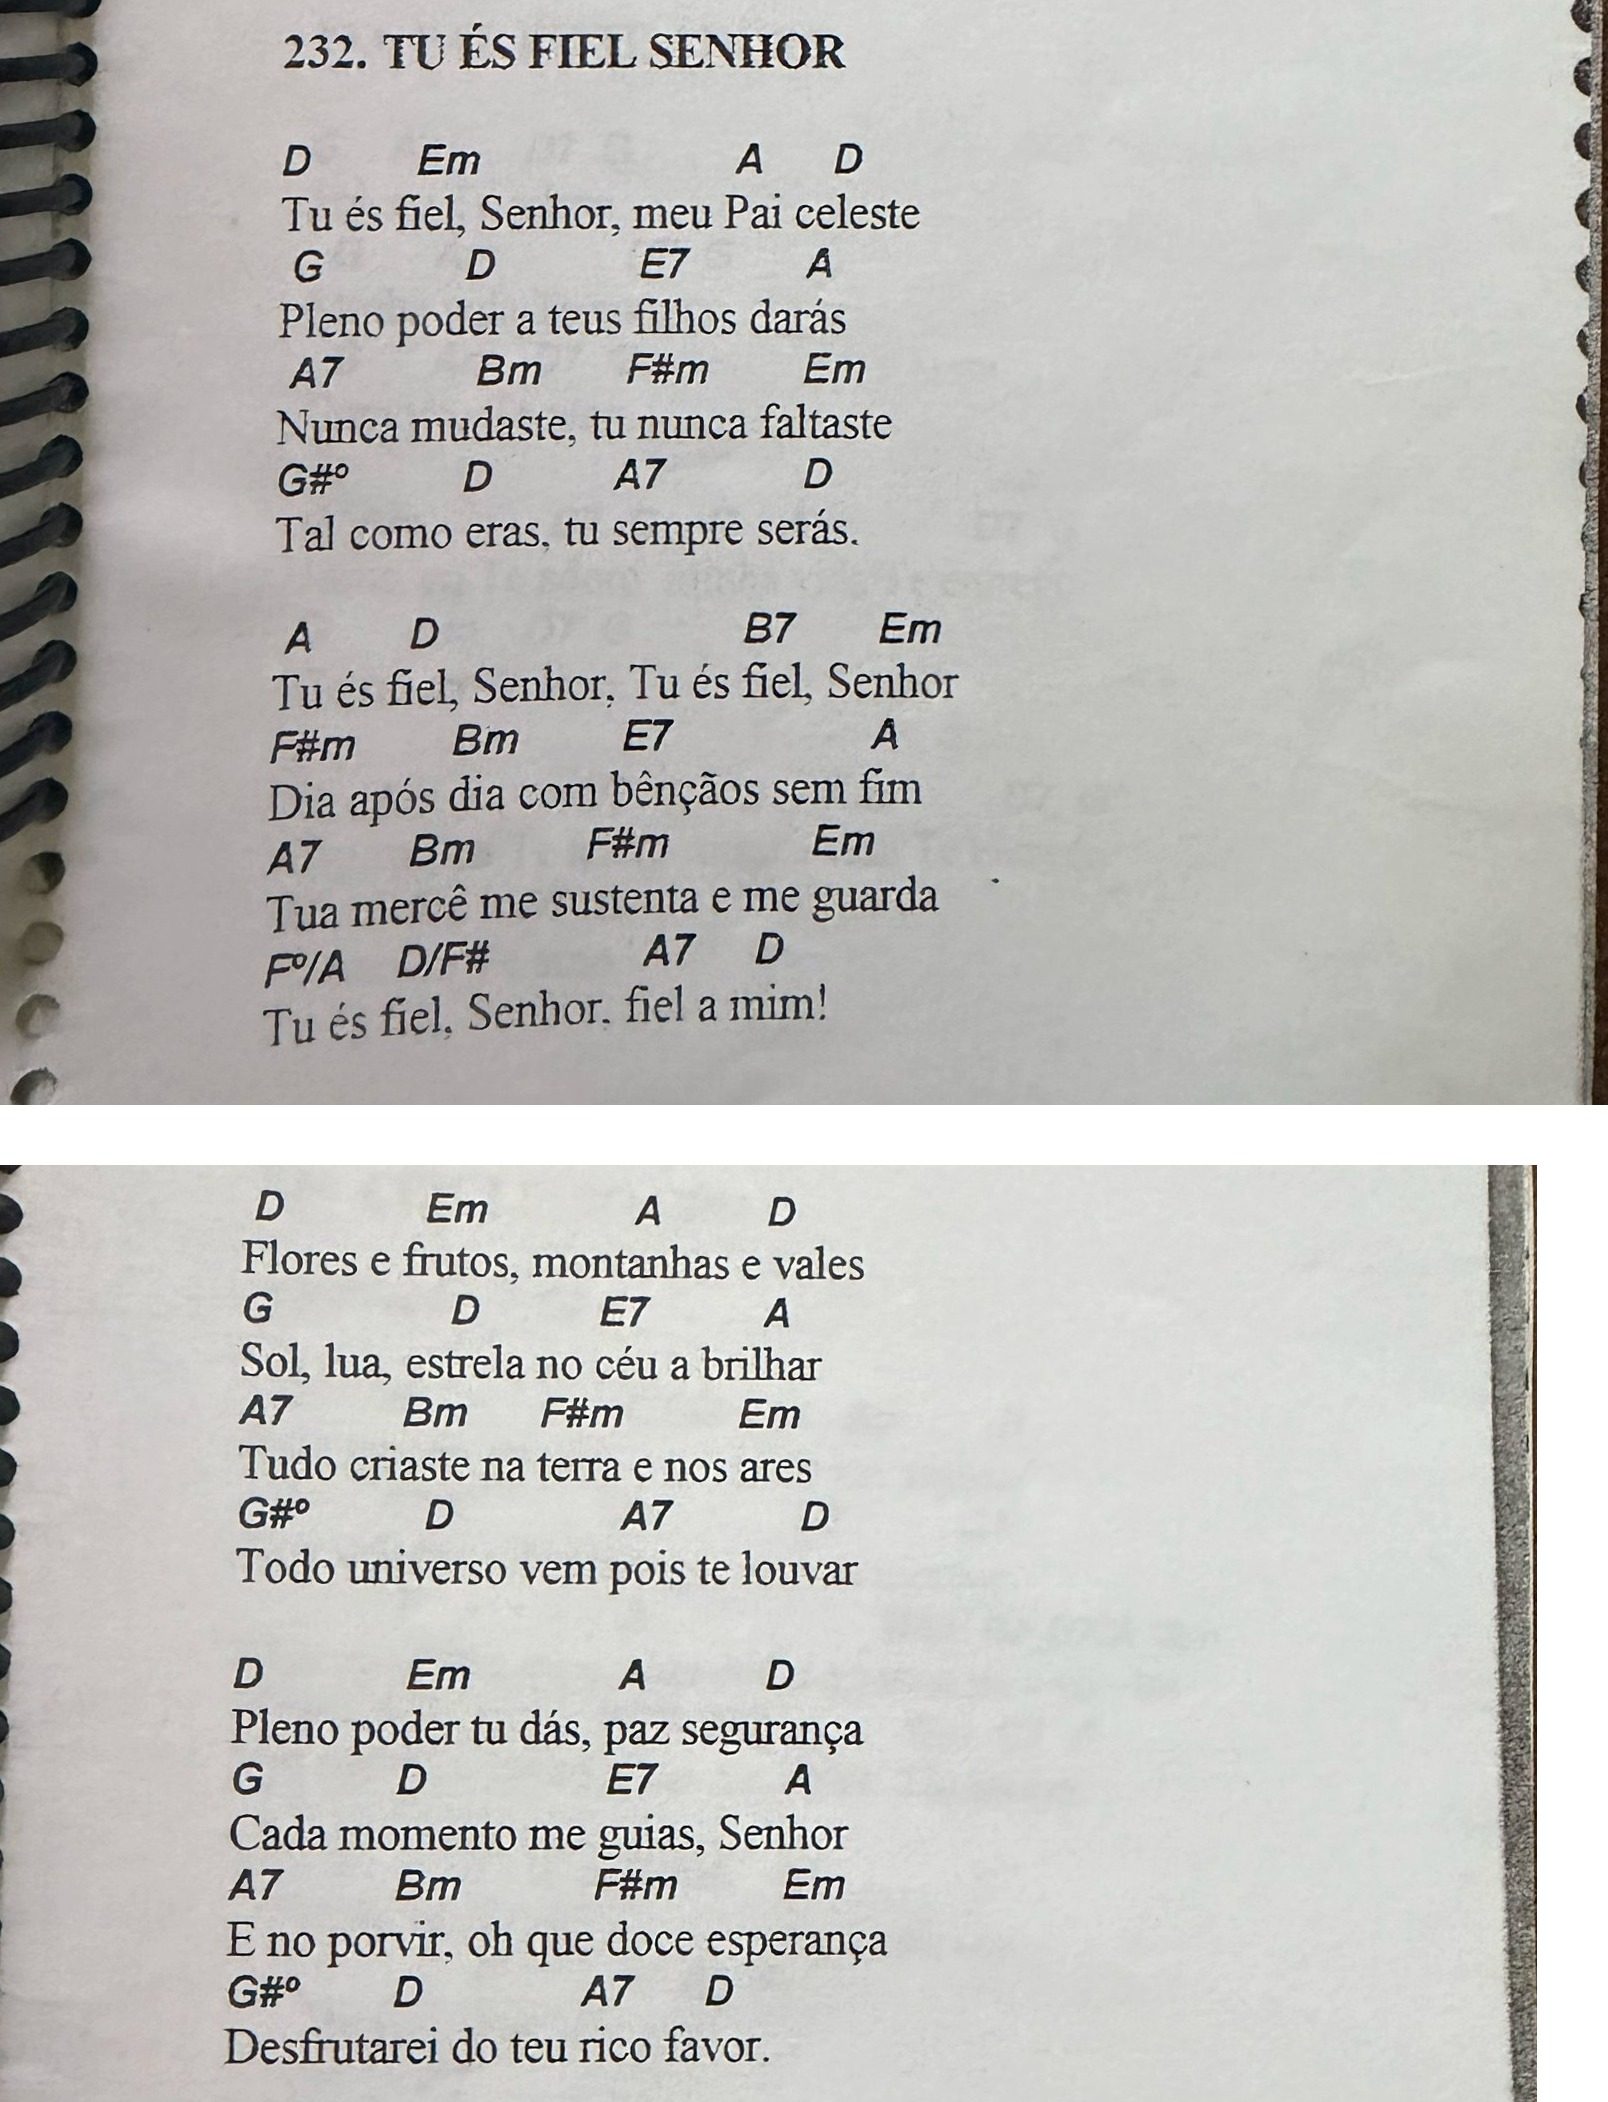 232. TU ÉS FIEL SENHOR
D Em A D
Tu és fiel, Senhor, meu Pai celeste
G D E7 A
Pleno poder a teus filhos darás
A7 Bm F#m Em
Nunca mudaste, tu nunca faltaste
G#º D A7 D
Tal como eras, tu sempre serás.
A D B7 Em
Tu és fiel, Senhor, Tu és fiel, Senhor
F#m Bm E7 A
Dia após dia com bênçãos sem fim
A7 Bm F#m Em
Tua mercê me sustenta e me guarda
Fº/A D/F# A7 D
Tu és fiel, Senhor, fiel a mim!
D Em A D
Flores e frutos, montanhas e vales
G D E7 A
Sol, lua, estrela no céu a brilhar
A7 Bm F#m Em
Tudo criaste na terra e nos ares
G#º D A7 D
Todo universo vem pois te louvar
D Em A D
Pleno poder tu dás, paz segurança
G D E7 A
Cada momento me guias, Senhor
A7 Bm F#m Em
E no porvir, oh que doce esperança
G#º D A7 D
Desfrutarei do teu rico favor.